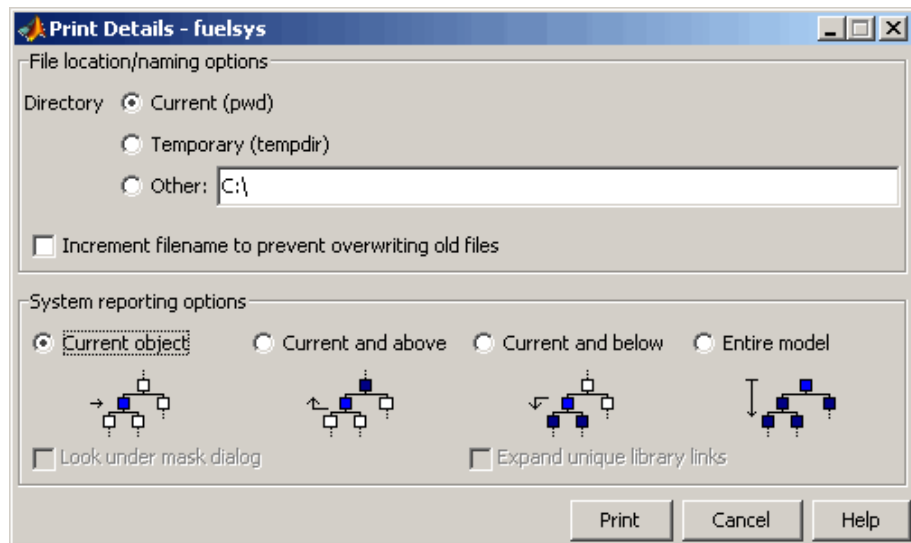 Print Details - fuelsys
File location/naming options
Directory Current (pwd)
Temporary (tempdir)
Other: C:\
Increment filename to prevent overwriting old files
System reporting options
Current object Current and above Current and below Entire model
Look under mask dialog Expand unique library links
Print Cancel Help